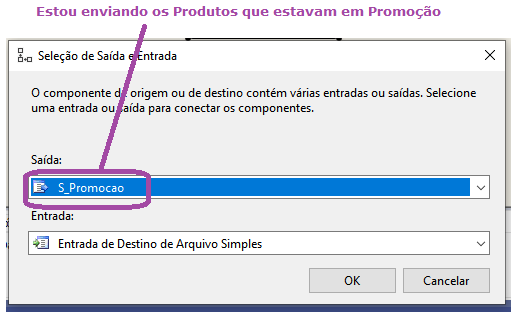 Estou enviando os Produtos que estavam em Promoção
Seleção de Saída e Entrada
O componente de origem ou de destino contém várias entradas ou saídas. Selecione
uma entrada ou saída para conectar os componentes.
Saída:
S_Promocao
Entrada:
Entrada de Destino de Arquivo Simples
OK
Cancelar